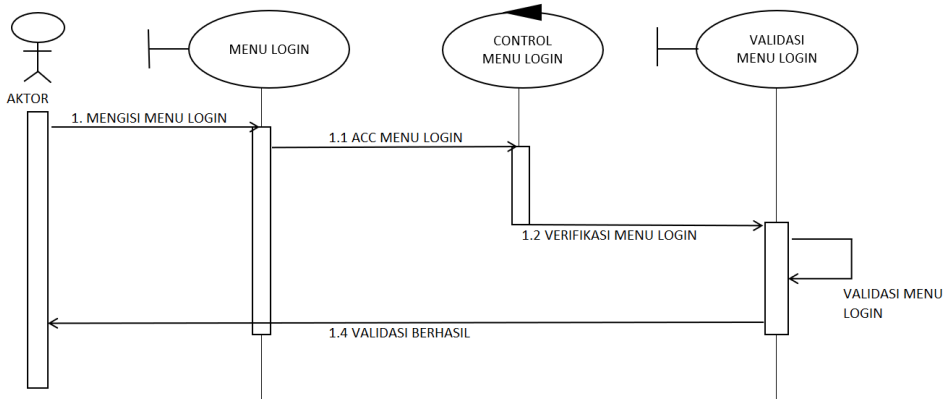 MENU LOGIN
CONTROL
MENU LOGIN
VALIDASI
MENU LOGIN
AKTOR
1. MENGISI MENU LOGIN
1.1 ACC MENU LOGIN
1.2 VERIFIKASI MENU LOGIN
VALIDASI MENU
LOGIN
1.4 VALIDASI BERHASIL